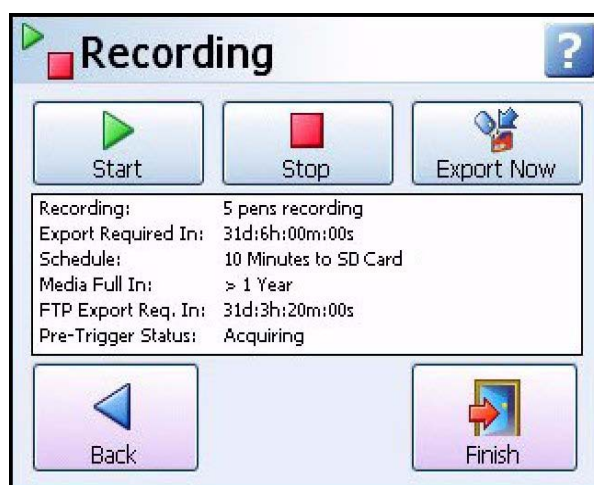 Recording
?
Start Stop Export Now
Recording: 5 pens recording
Export Required In: 31d:6h:00m:00s
Schedule: 10 Minutes to SD Card
Media Full In: > 1 Year
FTP Export Req. In: 31d:3h:20m:00s
Pre-Trigger Status: Acquiring
Back Finish